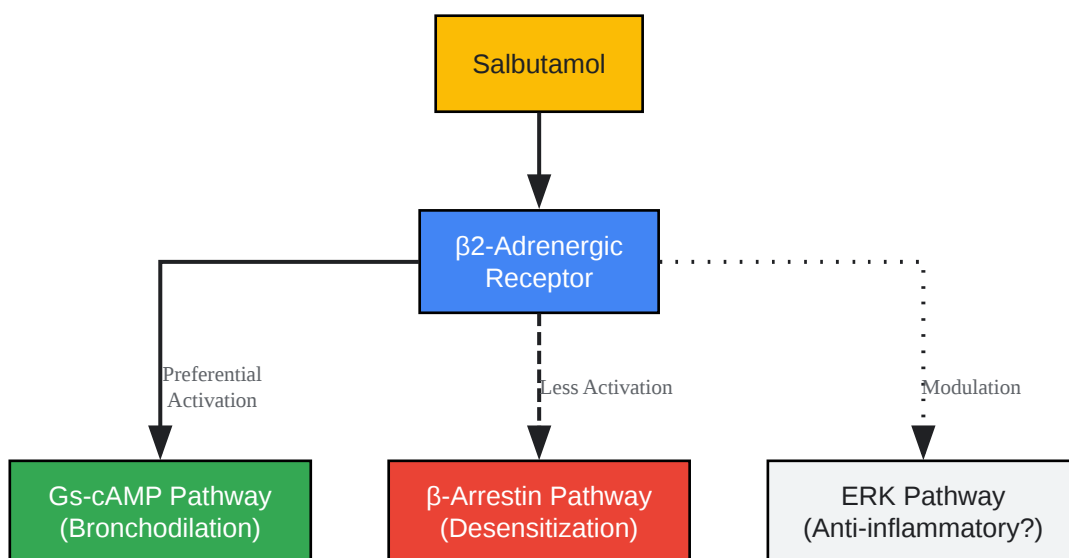 Salbutamol
β2-Adrenergic
Receptor
Preferential
Activation
Less Activation
Modulation
Gs-cAMP Pathway
(Bronchodilation)
β-Arrestin Pathway
(Desensitization)
ERK Pathway
(Anti-inflammatory?)